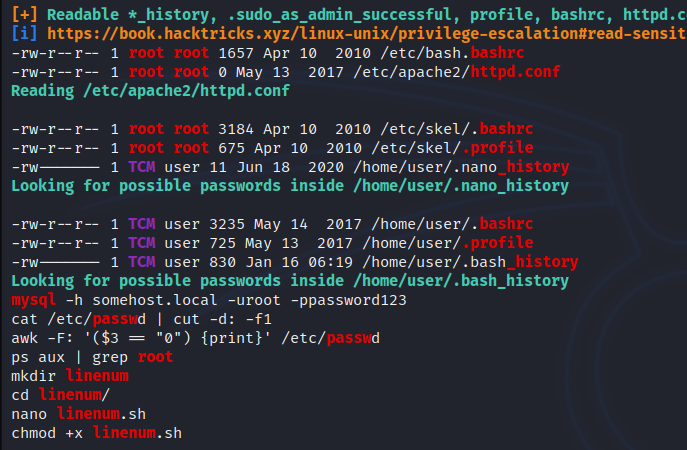 [+] Readable *_history, .sudo_as_admin_successful, profile, bashrc, httpd.c
[i] https://book.hacktricks.xyz/linux-unix/privilege-escalation#read-sensit
-rw-r--r-- 1 root root 1657 Apr 10  2010 /etc/bash.bashrc
-rw-r--r-- 1 root root 0 May 13  2017 /etc/apache2/httpd.conf
Reading /etc/apache2/httpd.conf
-rw-r--r-- 1 root root 3184 Apr 10  2010 /etc/skel/.bashrc
-rw-r--r-- 1 root root 675 Apr 10  2010 /etc/skel/.profile
-rw------- 1 TCM user 11 Jun 18  2020 /home/user/.nano_history
Looking for possible passwords inside /home/user/.nano_history
-rw-r--r-- 1 TCM user 3235 May 14  2017 /home/user/.bashrc
-rw-r--r-- 1 TCM user 725 May 13  2017 /home/user/.profile
-rw------- 1 TCM user 830 Jan 16 06:19 /home/user/.bash_history
Looking for possible passwords inside /home/user/.bash_history
mysql -h somehost.local -uroot -ppassword123
cat /etc/passwd | cut -d: -f1
awk -F: '($3 == "0") {print}' /etc/passwd
ps aux | grep root
mkdir linenum
cd linenum/
nano linenum.sh
chmod +x linenum.sh